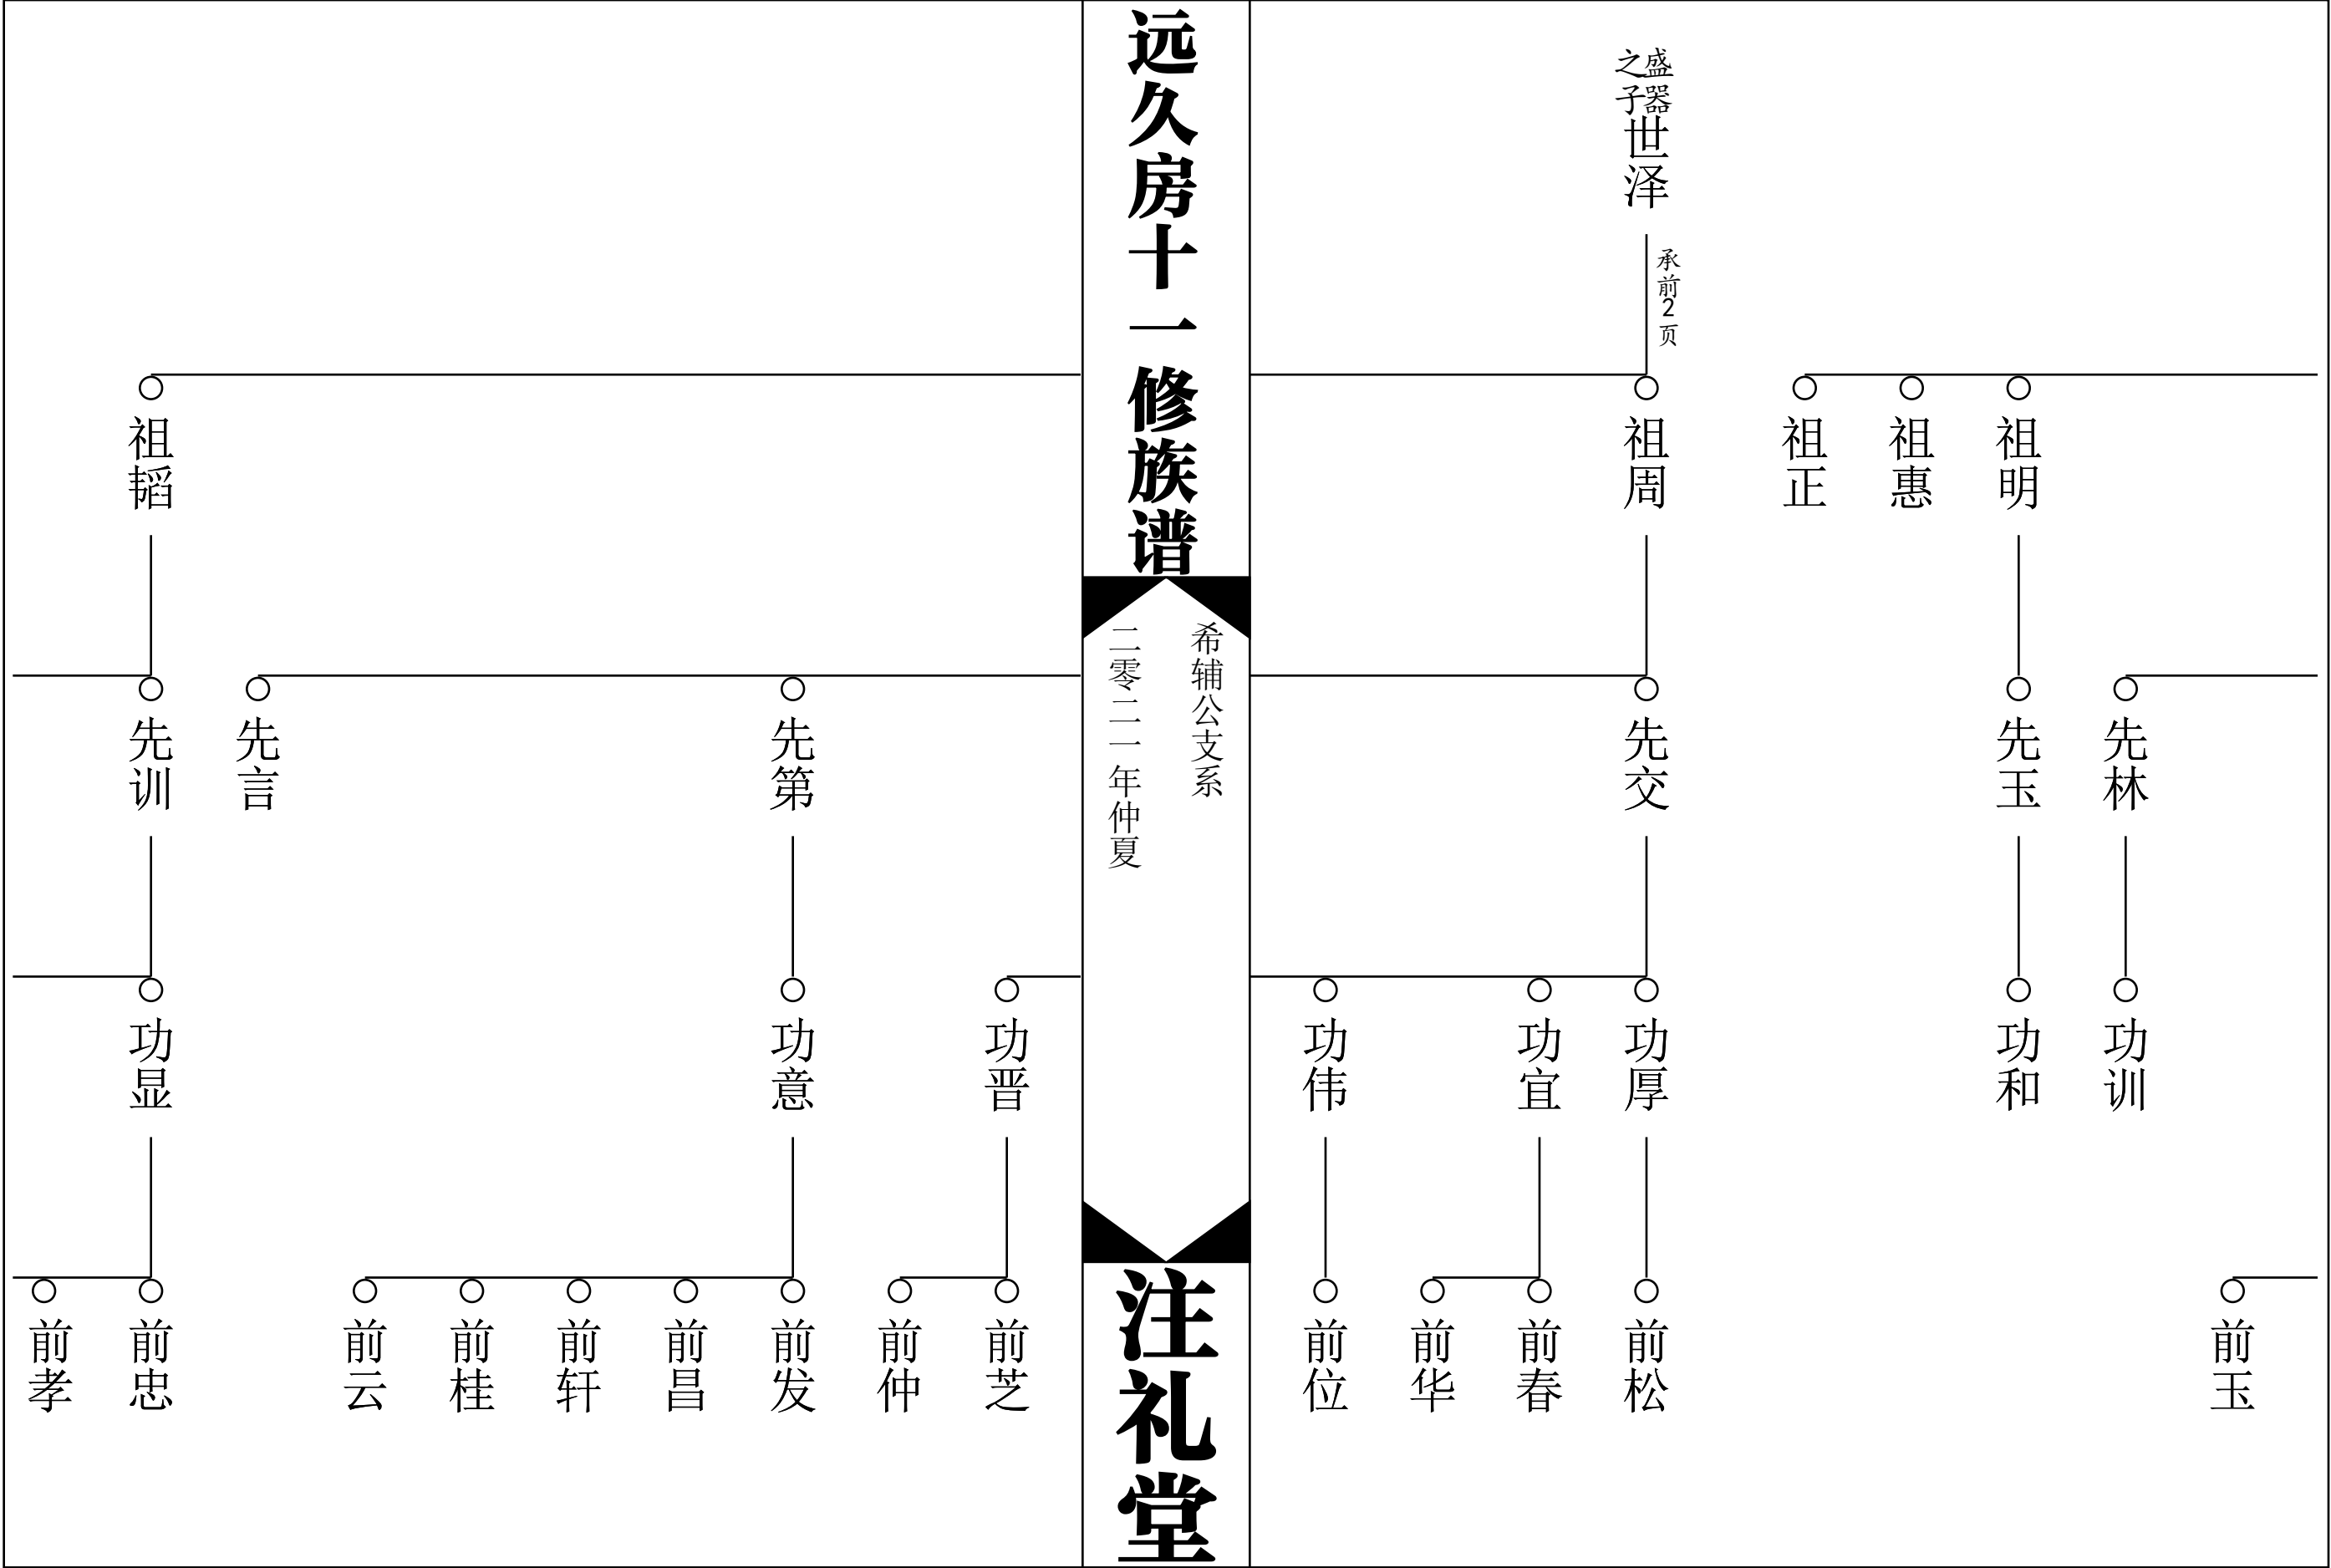 盛器
之子
世泽
承前2页
祖明
祖惠
祖正
祖周
先林
先玉
先交
功训
功和
功厚
功宜
功伟
前玉
前松
前春
前华
前位
远久房十一修族谱
希辅公支系
二零二一年仲夏
注礼堂
祖韬
先第
先言
先训
功晋
功意
功显
前芝
前仲
前发
前昌
前轩
前桂
前云
前忠
前孝